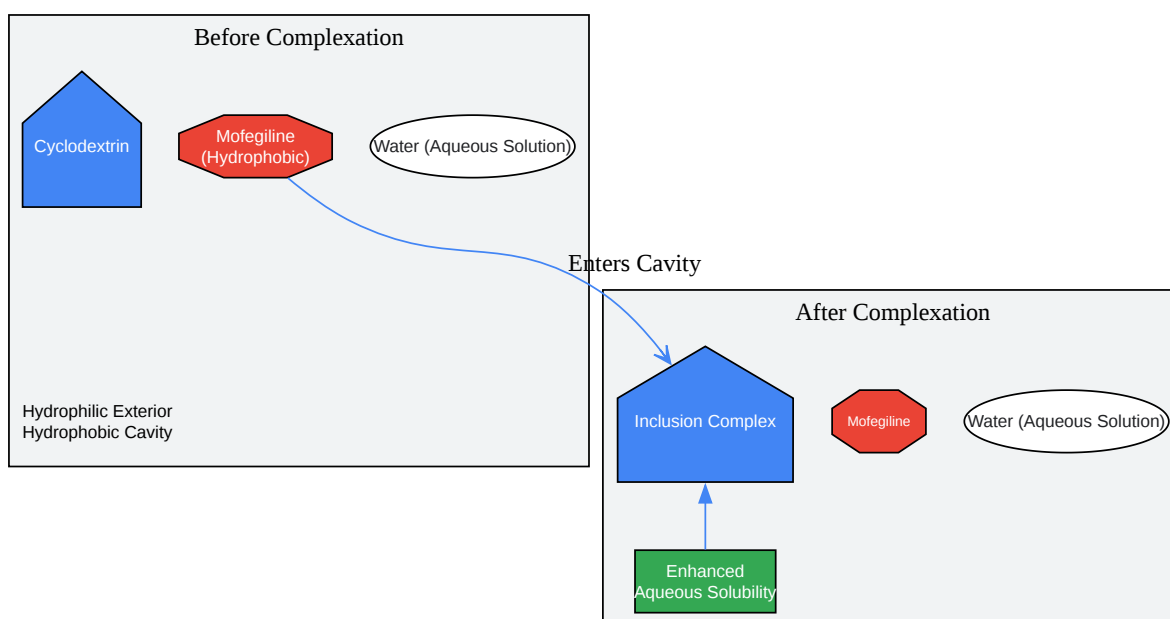 Before Complexation
Cyclodextrin
Mofegiline
(Hydrophobic)
Water (Aqueous Solution)
Hydrophilic Exterior
Hydrophobic Cavity
Enters Cavity
After Complexation
Inclusion Complex
Mofegiline
Water (Aqueous Solution)
Enhanced
Aqueous Solubility